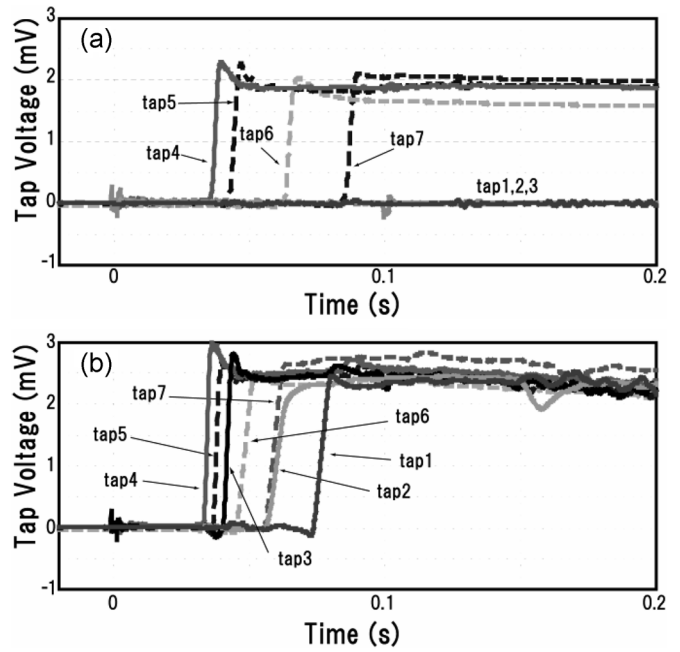 (a)
3
2
1
0
-1
Tap Voltage (mV)
tap5
tap4
tap6
tap7
tap1,2,3
0
0.1
0.2
Time (s)
(b)
3
2
1
0
-1
Tap Voltage (mV)
tap7
tap5
tap4
tap6
tap1
tap2
tap3
0
0.1
0.2
Time (s)